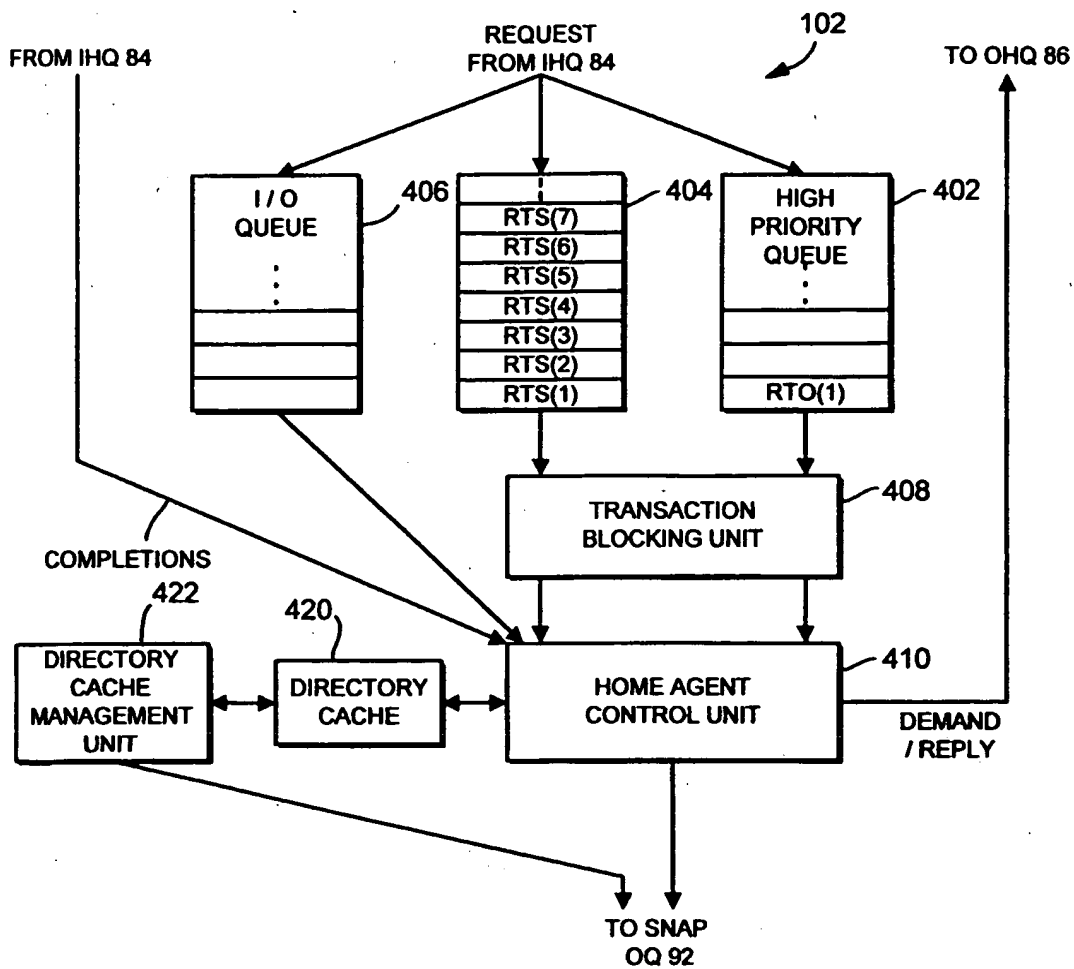 FROM IHQ 84
REQUEST
FROM IHQ 84
102
TO OHQ 86
I / O
QUEUE
406
RTS(7)
RTS(6)
RTS(5)
RTS(4)
RTS(3)
RTS(2)
RTS(1)
404
HIGH
PRIORITY
QUEUE
RTO(1)
402
TRANSACTION
BLOCKING UNIT
408
COMPLETIONS
422
420
DIRECTORY
CACHE
MANAGEMENT
UNIT
DIRECTORY
CACHE
HOME AGENT
CONTROL UNIT
410
DEMAND
/ REPLY
TO SNAP
OQ 92